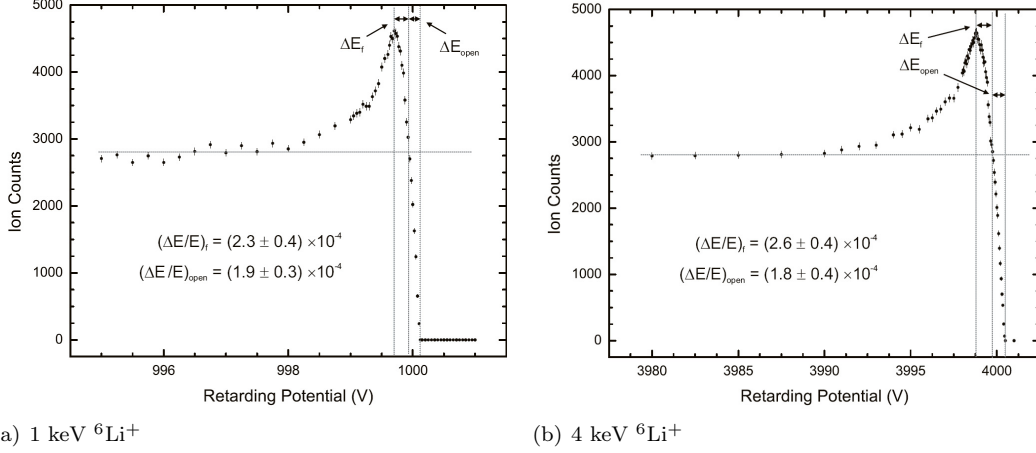 5000
4000
3000
2000
1000
0
Ion Counts
ΔE_f
ΔE_open
(ΔE/E)_f = (2.3 ± 0.4) ×10^-4
(ΔE/E)_open = (1.9 ± 0.3) ×10^-4
996 998 1000
Retarding Potential (V)
a) 1 keV ⁶Li⁺
5000
4000
3000
2000
1000
0
Ion Counts
ΔE_f
ΔE_open
(ΔE/E)_f = (2.6 ± 0.4) ×10^-4
(ΔE/E)_open = (1.8 ± 0.4) ×10^-4
3980 3985 3990 3995 4000
Retarding Potential (V)
(b) 4 keV ⁶Li⁺